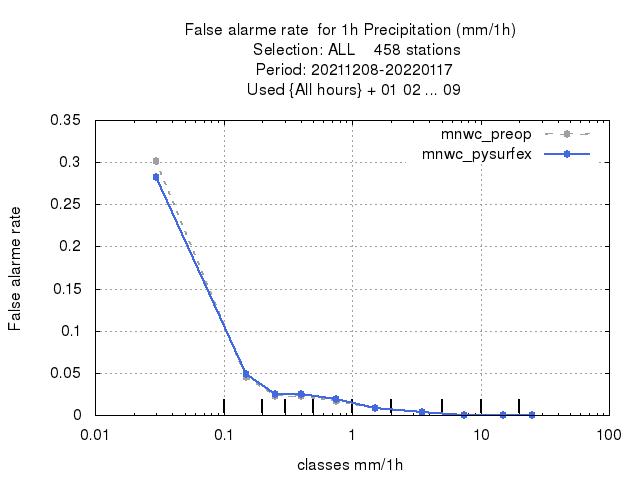 False alarme rate  for 1h Precipitation (mm/1h)
Selection: ALL    458 stations
Period: 20211208-20220117
Used {All hours} + 01 02 ... 09
mnwc_preop
mnwc_pysurfex
False alarme rate
0.35
0.3
0.25
0.2
0.15
0.1
0.05
0
0.01 0.1 1 10 100
classes mm/1h